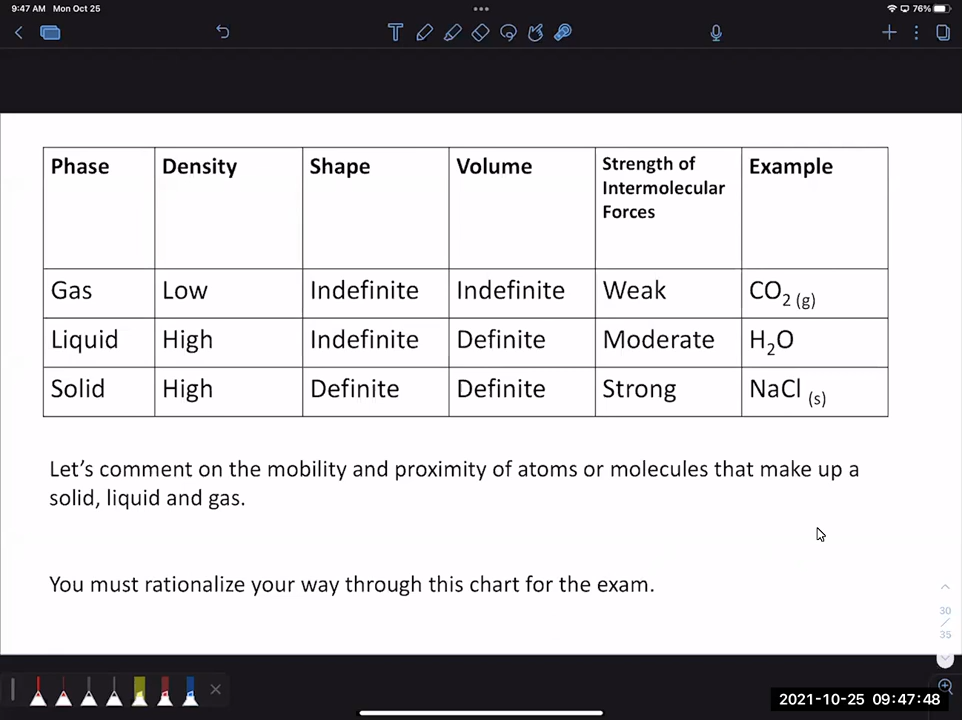 9:47 AM Mon Oct 25
76%
Phase Density Shape Volume Strength of Intermolecular Forces Example
Gas Low Indefinite Indefinite Weak CO₂ (g)
Liquid High Indefinite Definite Moderate H₂O
Solid High Definite Definite Strong NaCl (s)
Let’s comment on the mobility and proximity of atoms or molecules that make up a
solid, liquid and gas.
You must rationalize your way through this chart for the exam.
30
/
35
2021-10-25 09:47:48